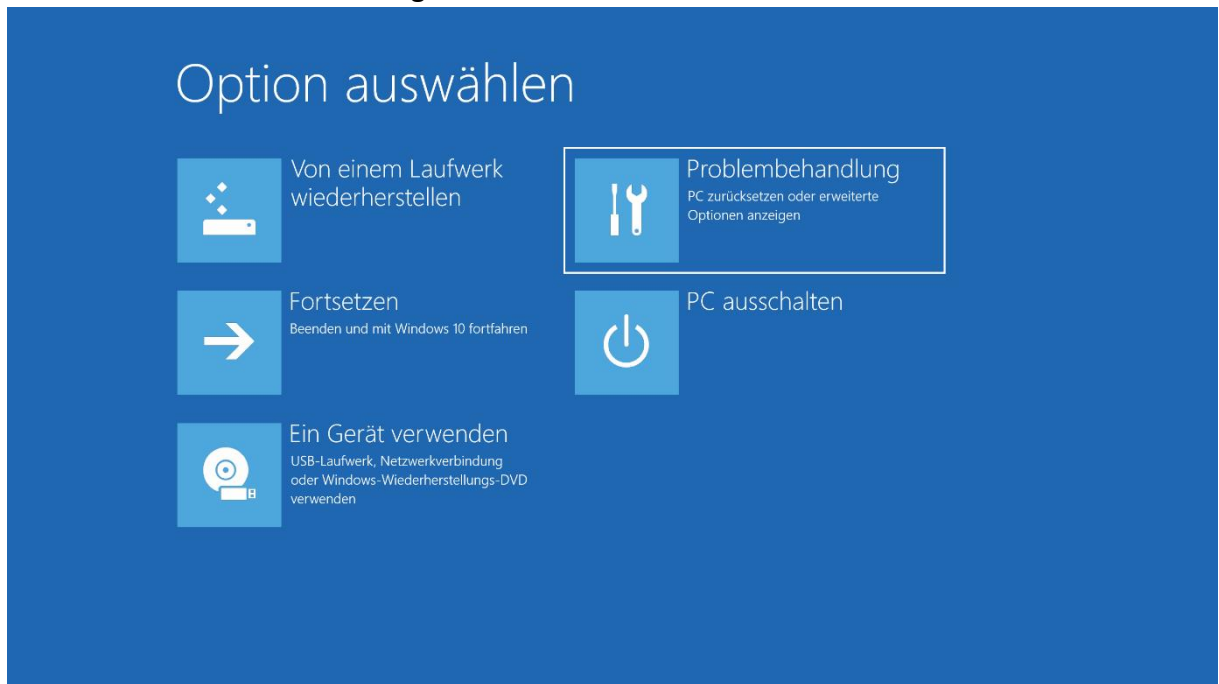 Option auswählen
Von einem Laufwerk
wiederherstellen
Problembehandlung
PC zurücksetzen oder erweiterte
Optionen anzeigen
Fortsetzen
Beenden und mit Windows 10 fortfahren
PC ausschalten
Ein Gerät verwenden
USB-Laufwerk, Netzwerkverbindung
oder Windows-Wiederherstellungs-DVD
verwenden